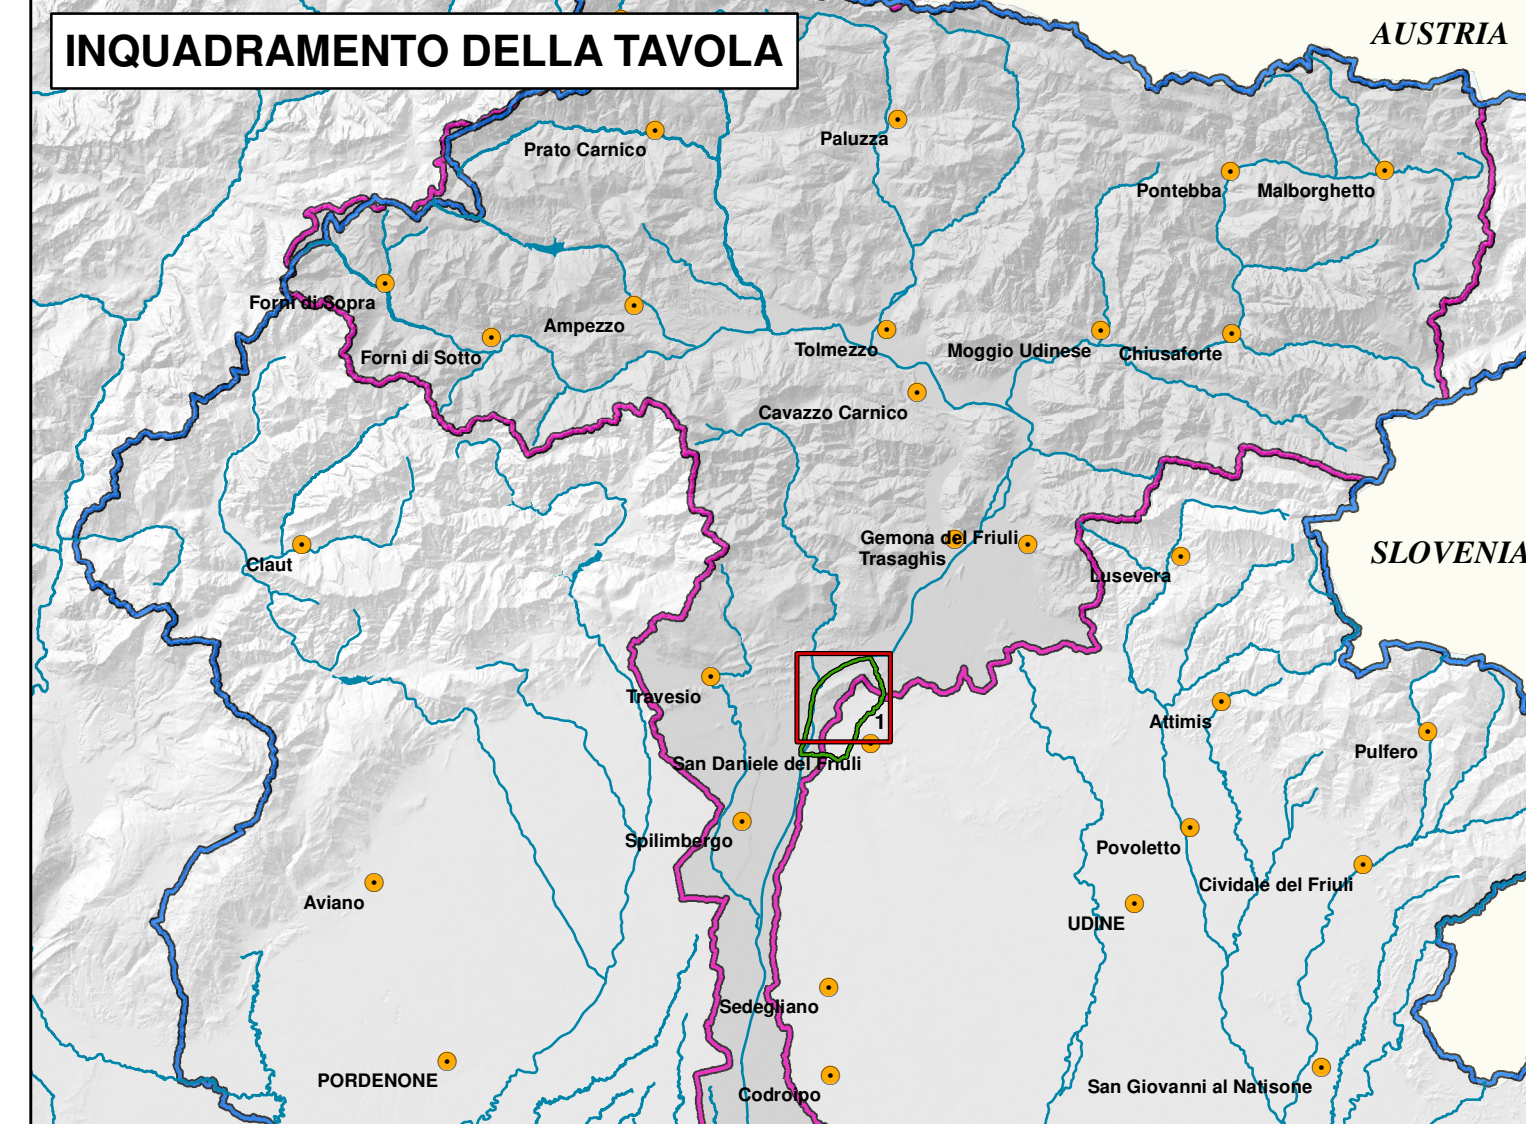 INQUADRAMENTO DELLA TAVOLA
AUSTRIA
Paluzza
Prato Carnico
Pontebba
Malborghetto
Forni di Sopra
Ampezzo
Forni di Sotto
Tolmezzo
Moggio Udinese
Chiusaforte
Cavazzo Carnico
Gemona del Friuli
Trasaghis
SLOVENIA
Claut
Lusevera
Travesio
1
Attimis
Pulfero
San Daniele del Friuli
Spilimbergo
Povoletto
Cividale del Friuli
Aviano
UDINE
Sedegliano
PORDENONE
Codroipo
San Giovanni al Natisone